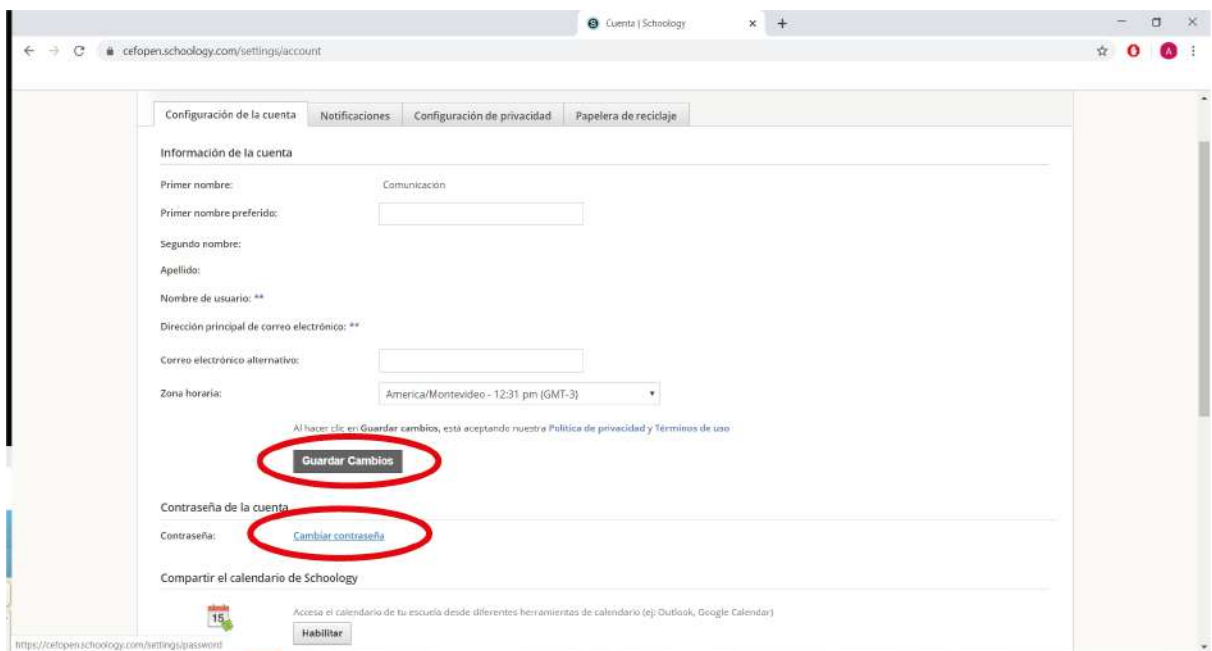 Cuenta | Schoology
cefopen.schoology.com/settings/account
A
Configuración de la cuenta Notificaciones Configuración de privacidad Papelera de reciclaje
Información de la cuenta
Primer nombre: Comunicación
Primer nombre preferido:
Segundo nombre:
Apellido:
Nombre de usuario: **
Dirección principal de correo electrónico: **
Correo electrónico alternativo:
Zona horaria: America/Montevideo - 12:31 pm (GMT-3)
Al hacer clic en Guardar cambios, está aceptando nuestra Política de privacidad y Términos de uso
Guardar Cambios
Contraseña de la cuenta
Contraseña: Cambiar contraseña
Compartir el calendario de Schoology
15
Accesa el calendario de tu escuela desde diferentes herramientas de calendario (ej: Outlook, Google Calendar)
Habilitar
https://cefopen.schoology.com/settings/password